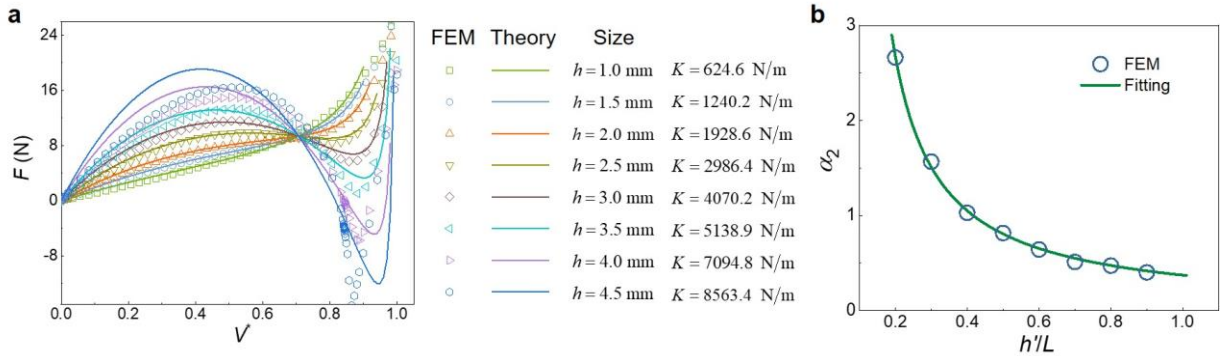 a
F (N)
24
16
8
0
-8
0.0 0.2 0.4 0.6 0.8 1.0
V*
FEM Theory Size
h = 1.0 mm K = 624.6 N/m
h = 1.5 mm K = 1240.2 N/m
h = 2.0 mm K = 1928.6 N/m
h = 2.5 mm K = 2986.4 N/m
h = 3.0 mm K = 4070.2 N/m
h = 3.5 mm K = 5138.9 N/m
h = 4.0 mm K = 7094.8 N/m
h = 4.5 mm K = 8563.4 N/m
b
α2
3
2
1
0
FEM
Fitting
0.2 0.4 0.6 0.8 1.0
h'/L